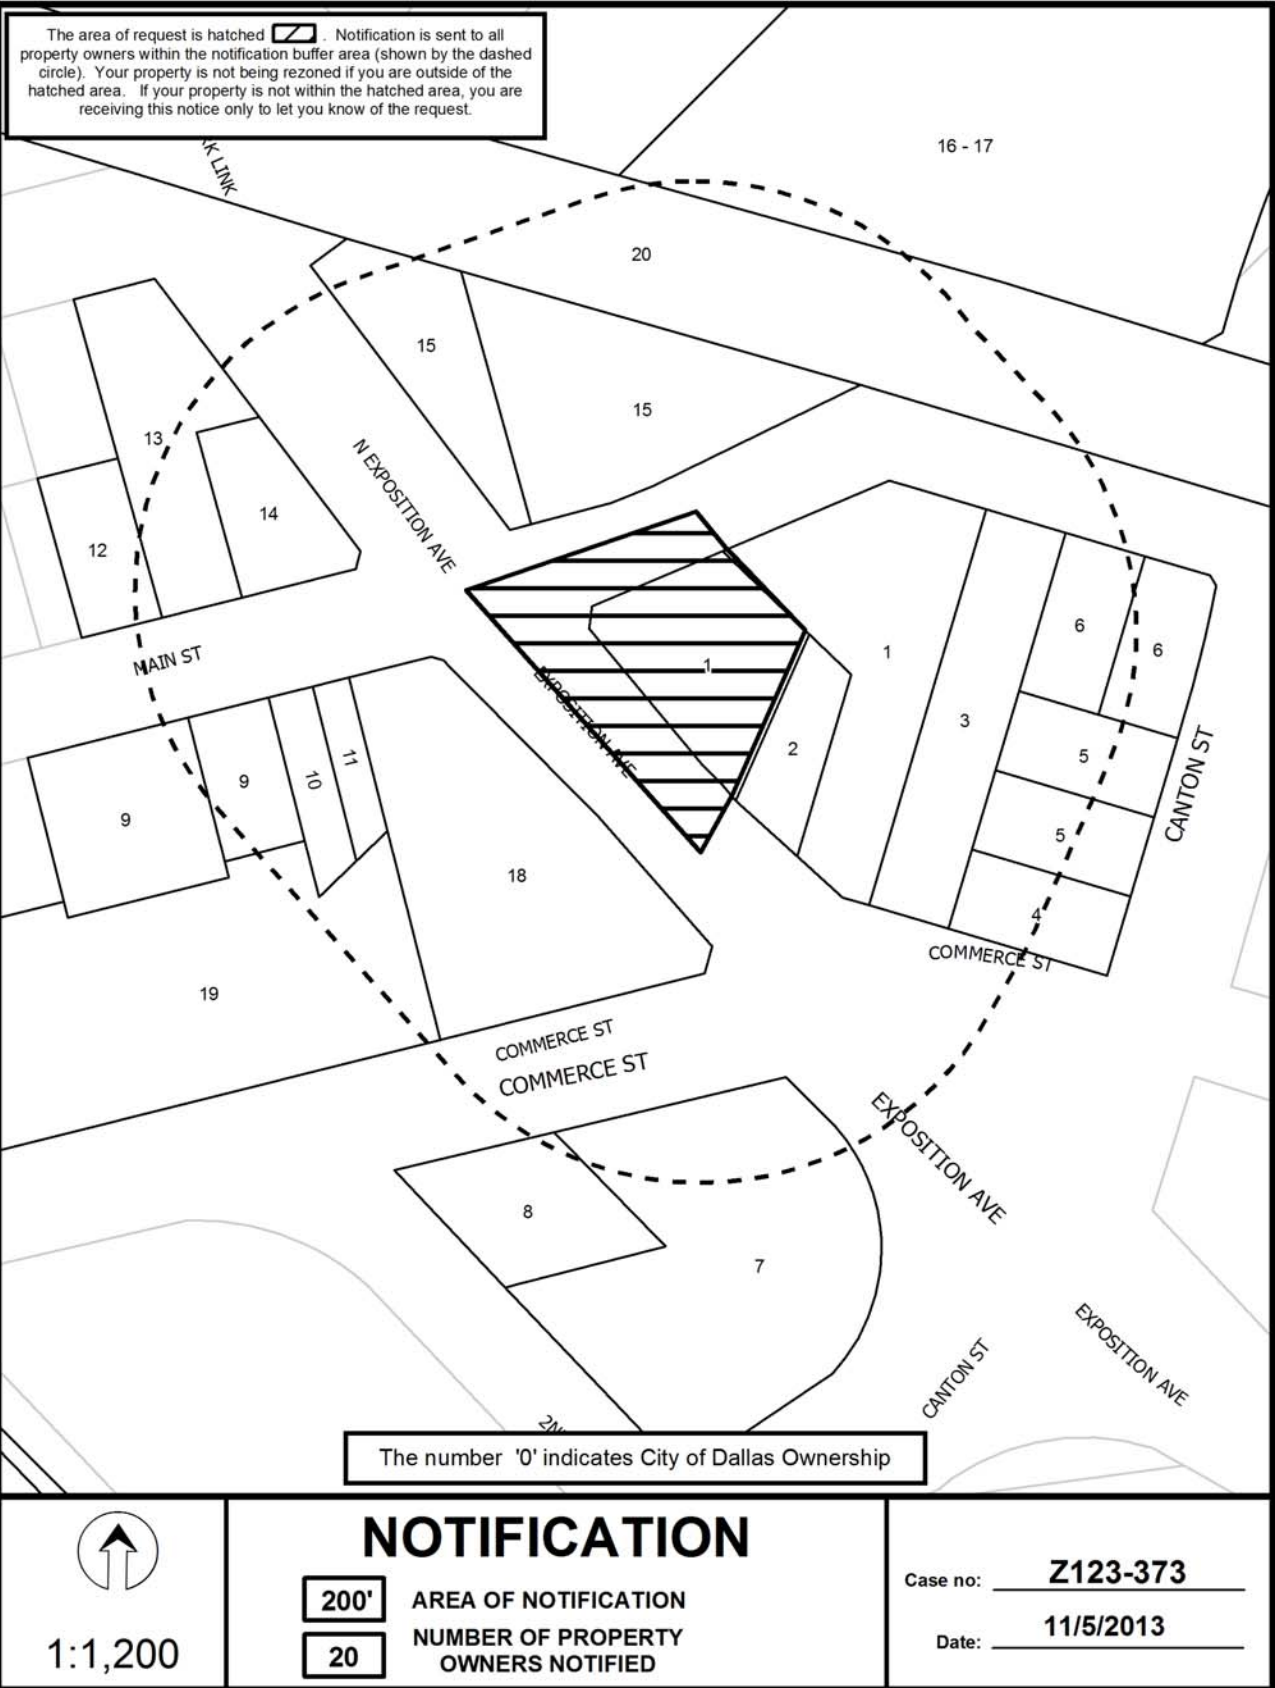 The area of request is hatched . Notification is sent to all
property owners within the notification buffer area (shown by the dashed
circle). Your property is not being rezoned if you are outside of the
hatched area. If your property is not within the hatched area, you are
receiving this notice only to let you know of the request.
RK LINK
16 - 17
20
15
15
13
14
12
N EXPOSITION AVE
MAIN ST
1
EXPOSITION AVE
1
2
3
6
6
5
5
4
CANTON ST
9
9
10
11
18
19
COMMERCE ST
COMMERCE ST
COMMERCE ST
EXPOSITION AVE
8
7
CANTON ST
EXPOSITION AVE
The number '0' indicates City of Dallas Ownership
1:1,200
NOTIFICATION
200' AREA OF NOTIFICATION
20 NUMBER OF PROPERTY
OWNERS NOTIFIED
Case no: Z123-373
Date: 11/5/2013